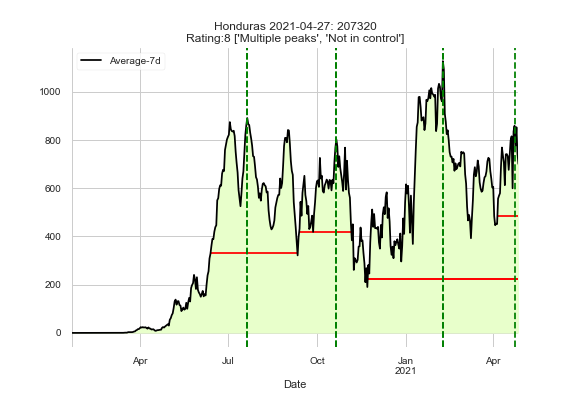 Honduras 2021-04-27: 207320
Rating:8 ['Multiple peaks', 'Not in control']
Average-7d
1000
800
600
400
200
0
Apr
Jul
Oct
Jan
2021
Apr
Date